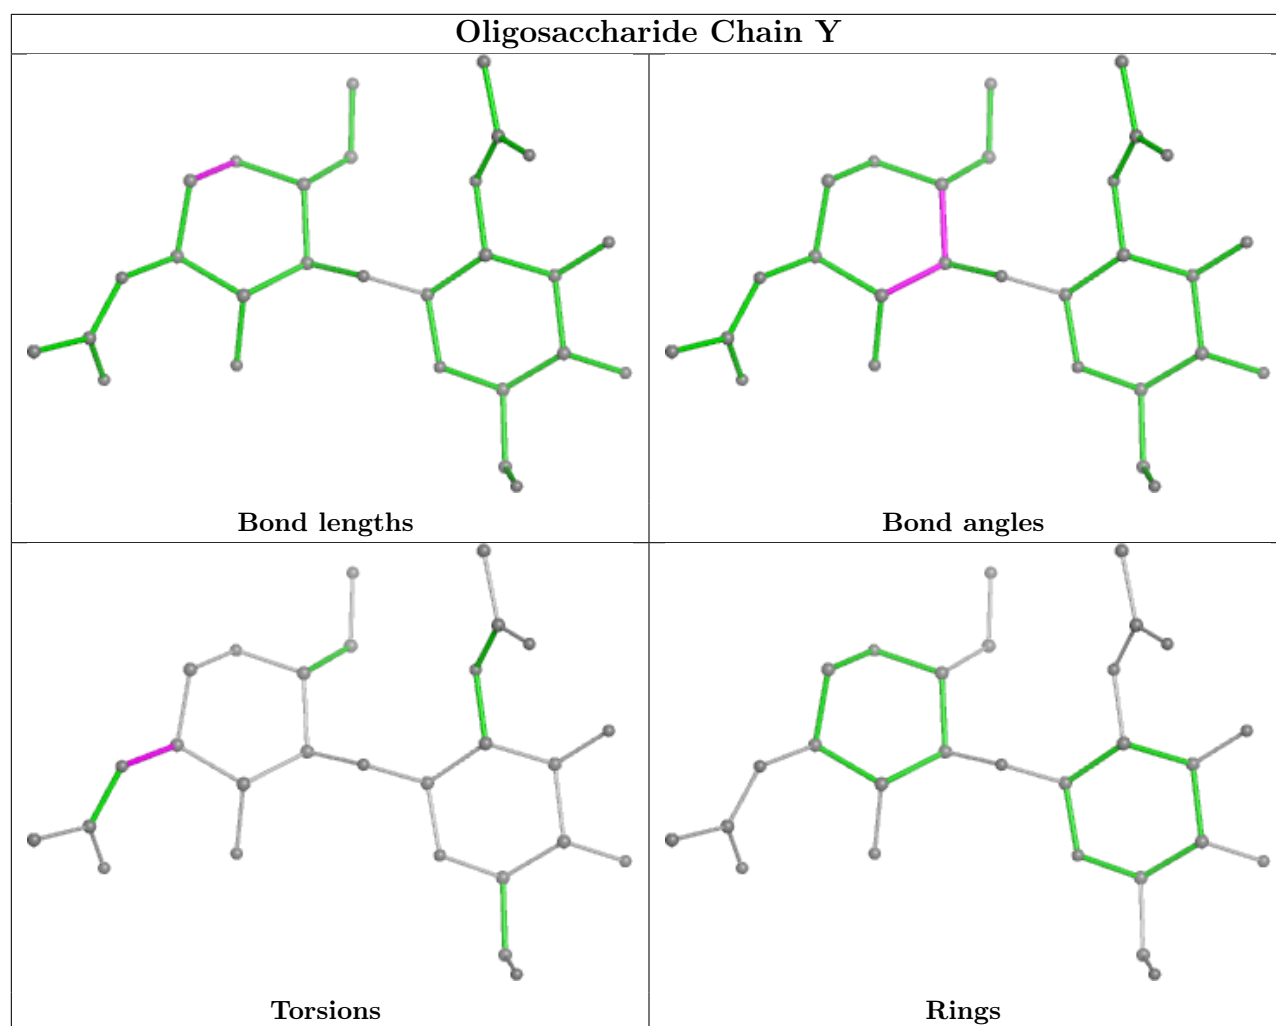 Oligosaccharide Chain Y
Bond lengths
Bond angles
Torsions
Rings